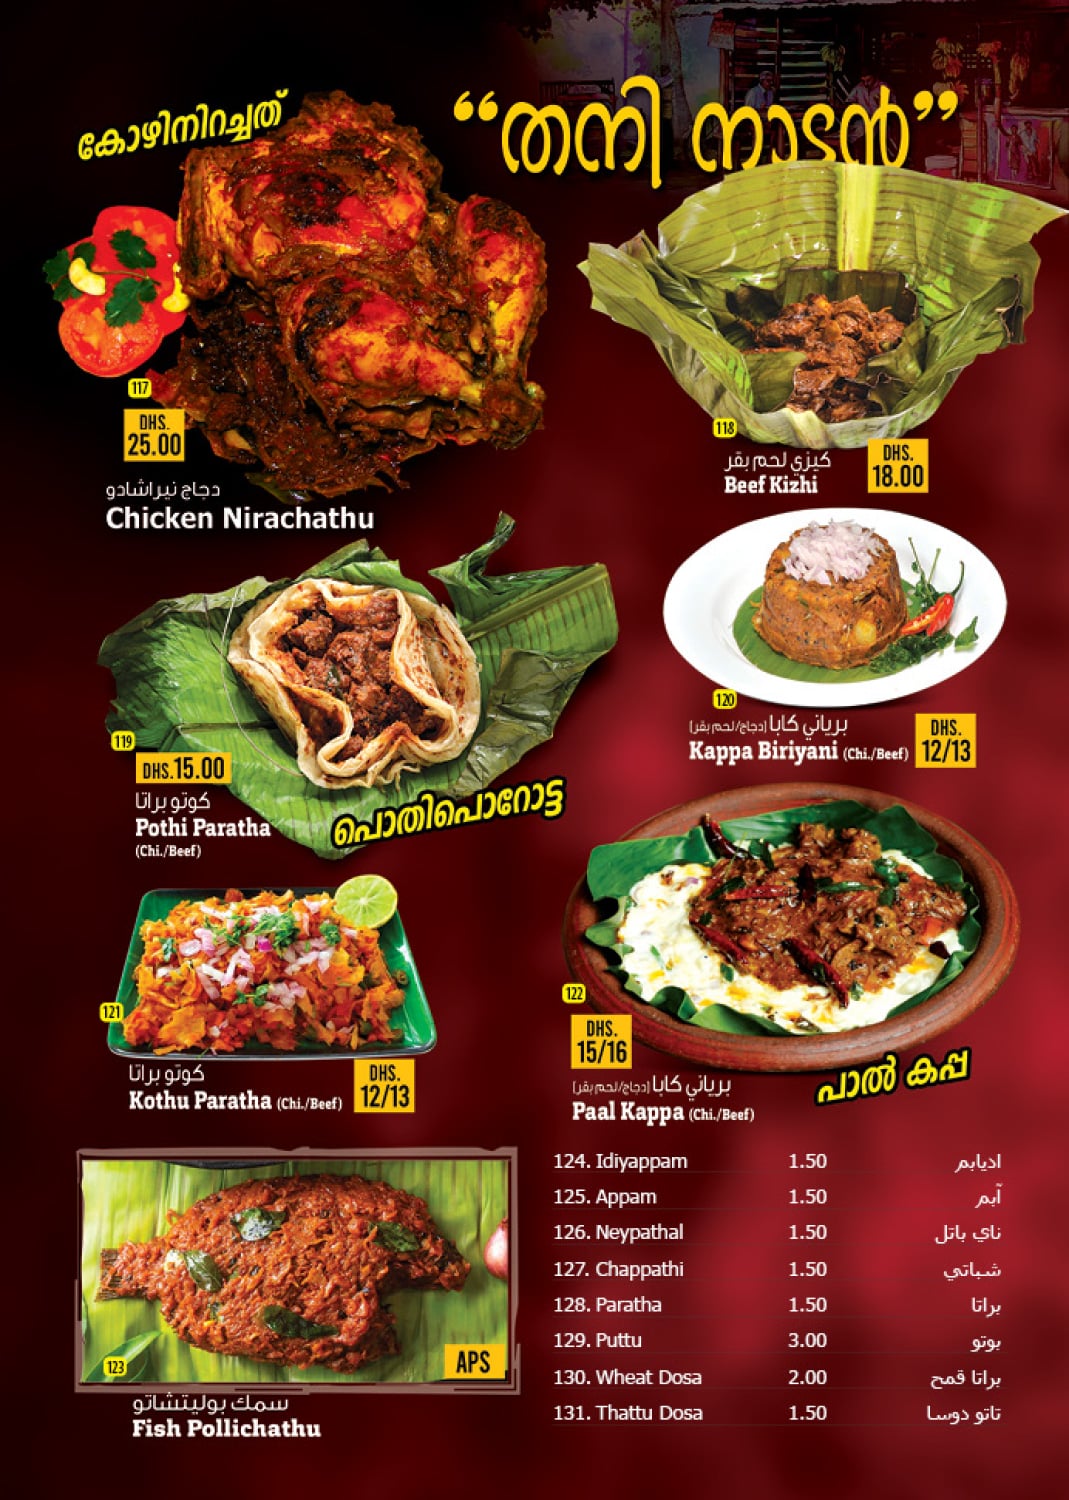 കോഴിനിറച്ചത്
“തനി നാടൻ”
117
DHS.
25.00
دجاج نيراشادو
Chicken Nirachathu
118
كيزي لحم بقر
Beef Kizhi
DHS.
18.00
119
DHS.15.00
كوتو براتا
Pothi Paratha
(Chi./Beef)
പൊതിപൊറോട്ട
120
برياني كابا (دجاج/لحم بقر)
Kappa Biriyani (Chi./Beef)
DHS.
12/13
121
كوتو براتا
Kothu Paratha (Chi./Beef)
DHS.
12/13
122
DHS.
15/16
برياني كابا (دجاج/لحم بقر)
Paal Kappa (Chi./Beef)
പാൽ കപ്പ
123
APS
سمك بوليتشاتو
Fish Pollichathu
124. Idiyappam 1.50 اديابم
125. Appam 1.50 آبم
126. Neypathal 1.50 ناي باتل
127. Chappathi 1.50 شباتي
128. Paratha 1.50 براتا
129. Puttu 3.00 بوتو
130. Wheat Dosa 2.00 براتا قمح
131. Thattu Dosa 1.50 تاتو دوسا